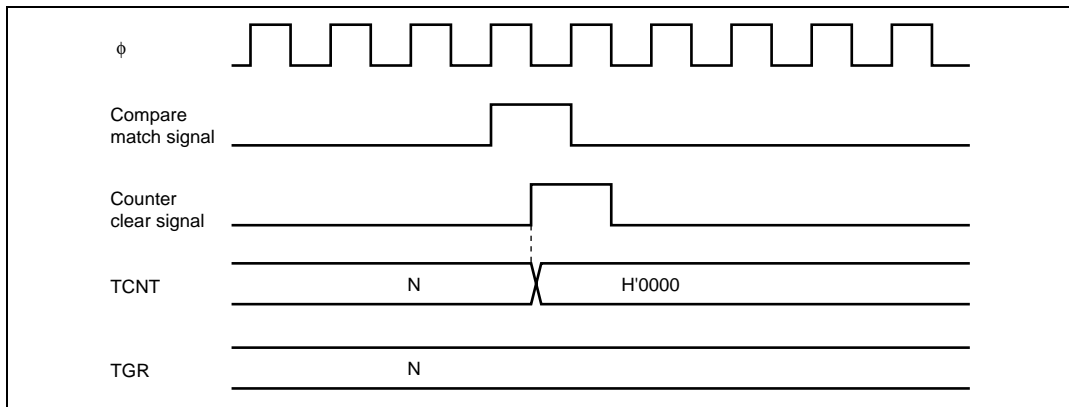 ϕ
Compare
match signal
Counter
clear signal
TCNT
N
H'0000
TGR
N